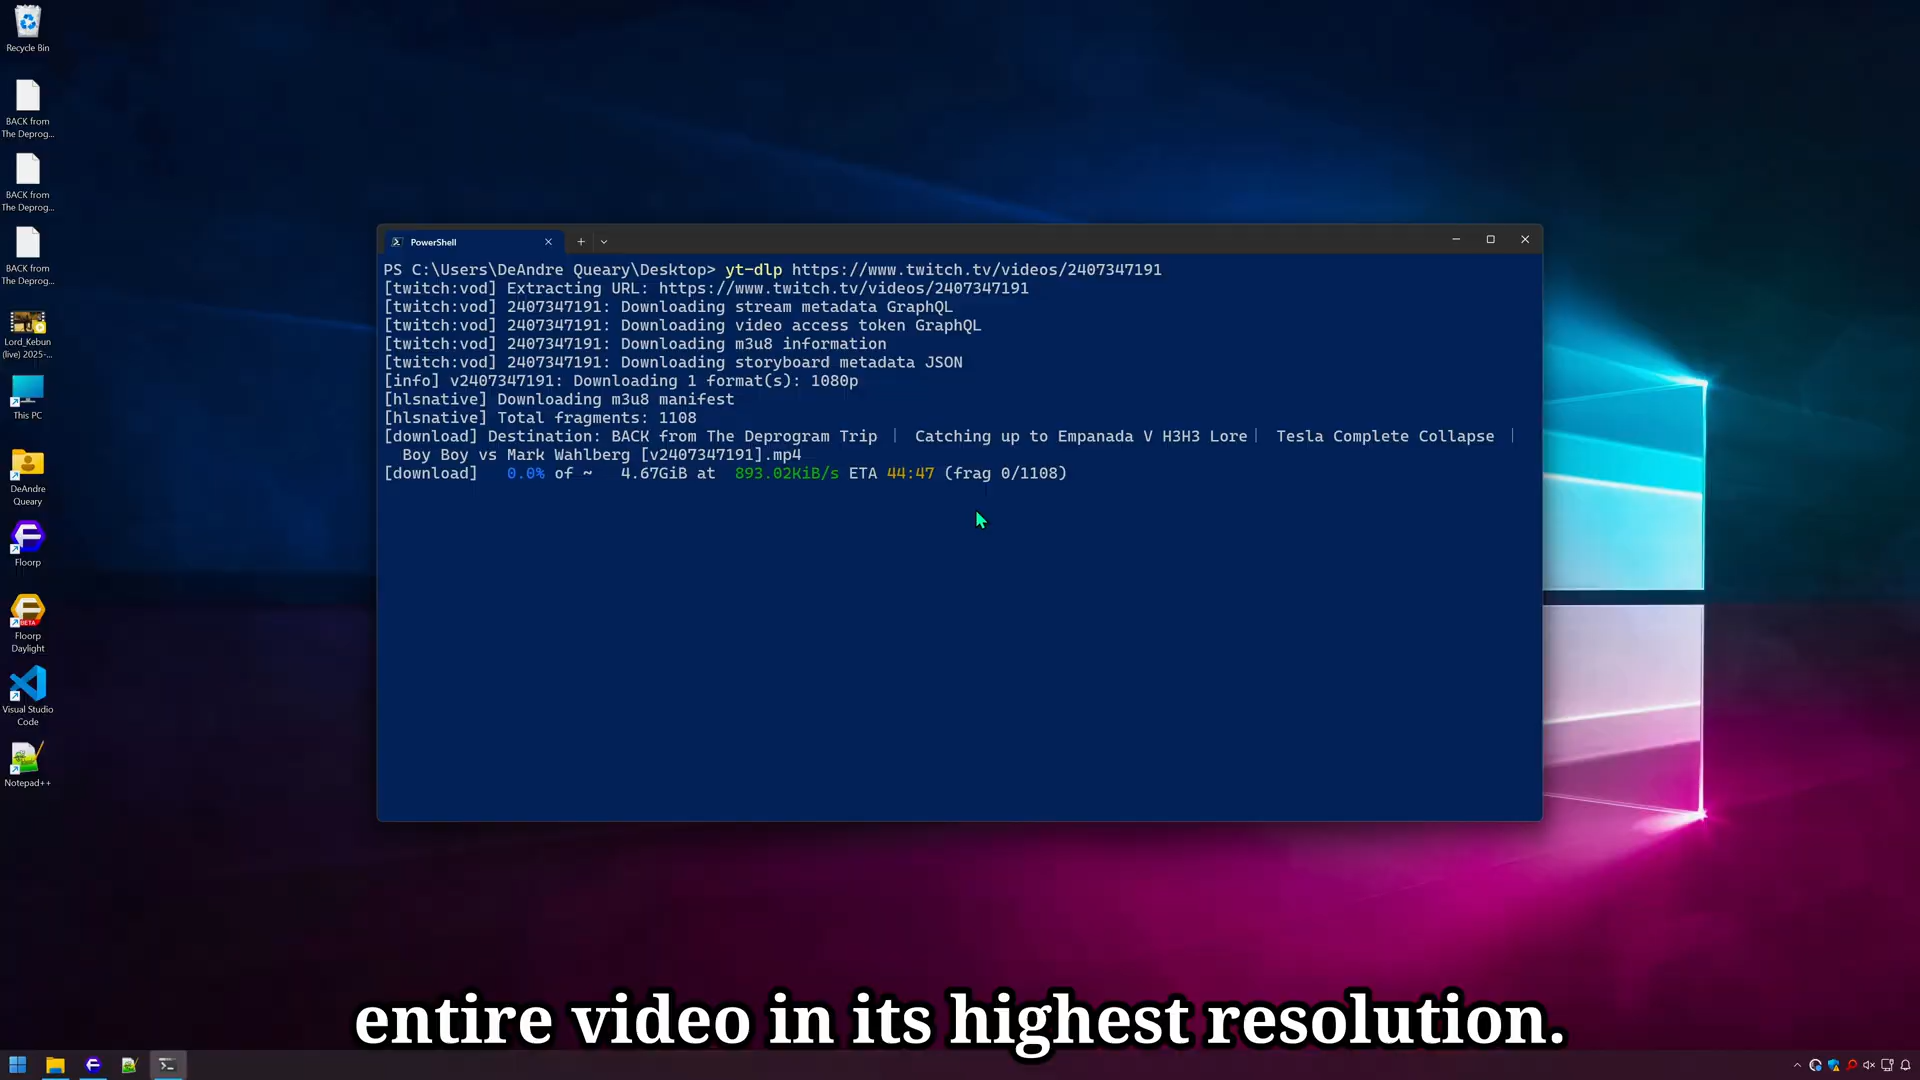 Recycle Bin
BACK from
The Deprog...
BACK from
The Deprog...
BACK from
The Deprog...
Lord_Kebun
(live) 2025-...
This PC
DeAndre
Queary
Floorp
BETA
Floorp
Daylight
Visual Studio
Code
Notepad++
PowerShell
PS C:\Users\DeAndre Queary\Desktop> yt-dlp https://www.twitch.tv/videos/2407347191
[twitch:vod] Extracting URL: https://www.twitch.tv/videos/2407347191
[twitch:vod] 2407347191: Downloading stream metadata GraphQL
[twitch:vod] 2407347191: Downloading video access token GraphQL
[twitch:vod] 2407347191: Downloading m3u8 information
[twitch:vod] 2407347191: Downloading storyboard metadata JSON
[info] v2407347191: Downloading 1 format(s): 1080p
[hlsnative] Downloading m3u8 manifest
[hlsnative] Total fragments: 1108
[download] Destination: BACK from The Deprogram Trip ｜ Catching up to Empanada V H3H3 Lore｜ Tesla Complete Collapse ｜
Boy Boy vs Mark Wahlberg [v2407347191].mp4
[download]   0.0% of ~   4.67GiB at  893.02KiB/s ETA 44:47 (frag 0/1108)
entire video in its highest resolution.